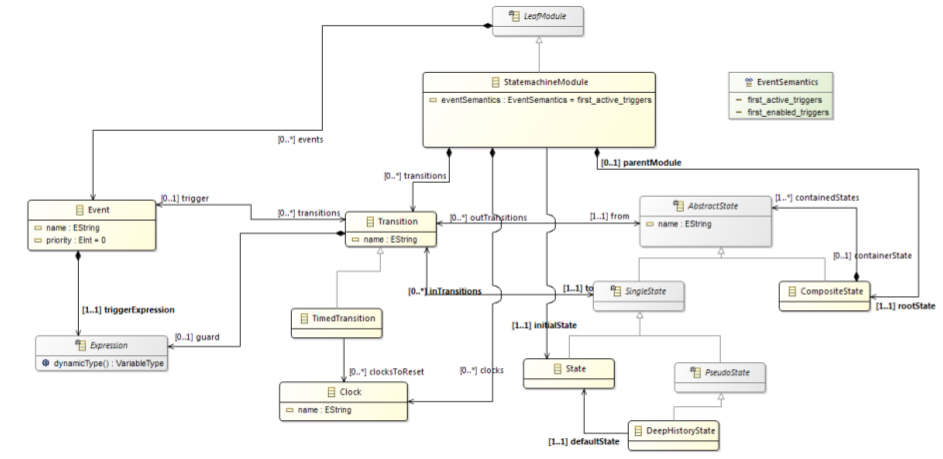 LeafModule
StatemachineModule
eventSemantics : EventSemantics = first_active_triggers
EventSemantics
first_active_triggers
first_enabled_triggers
[0..*] events
[0..1] parentModule
[0..*] transitions
[0..1] trigger
[0..*] transitions
Event
name : EString
priority : EInt = 0
Transition
name : EString
[0..*] outTransitions
[1..1] from
AbstractState
name : EString
[1..*] containedStates
[0..1] containerState
[0..*] inTransitions
[1..1] to
SingleState
CompositeState
[1..1] rootState
[1..1] triggerExpression
TimedTransition
[1..1] initialState
[0..1] guard
Expression
dynamicType() : VariableType
[0..*] clocksToReset
[0..*] clocks
State
PseudoState
Clock
name : EString
DeepHistoryState
[1..1] defaultState